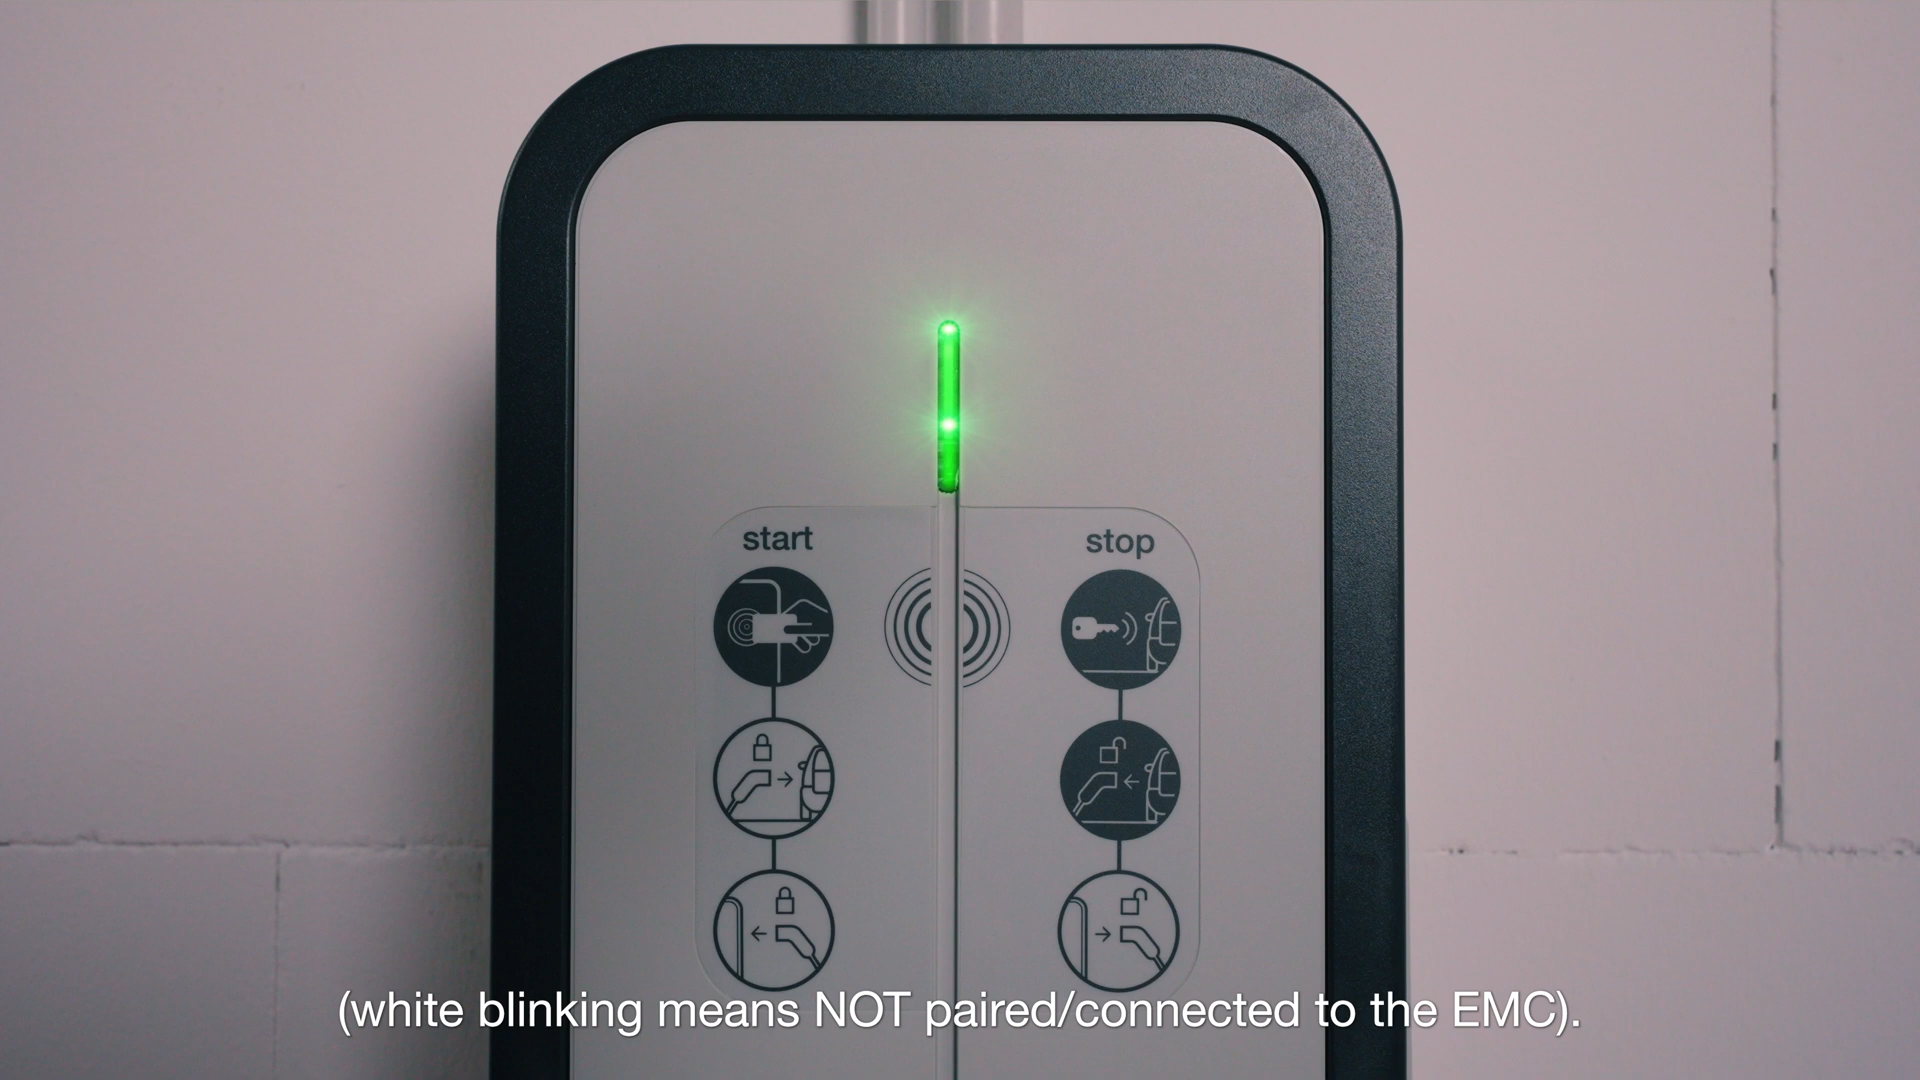 start
stop
(white blinking means NOT paired/connected to the EMC).